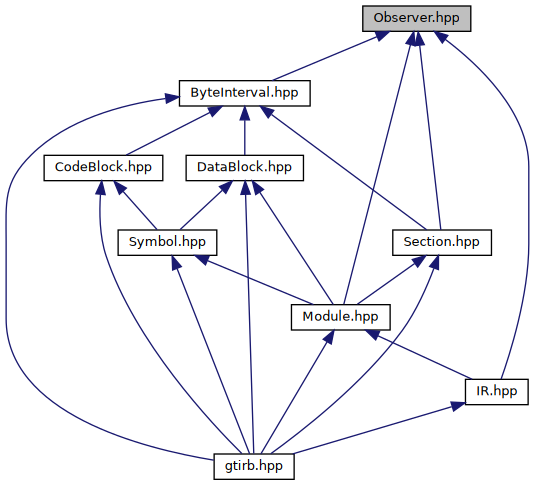 Observer.hpp
ByteInterval.hpp
CodeBlock.hpp
DataBlock.hpp
Symbol.hpp
Section.hpp
Module.hpp
IR.hpp
gtirb.hpp